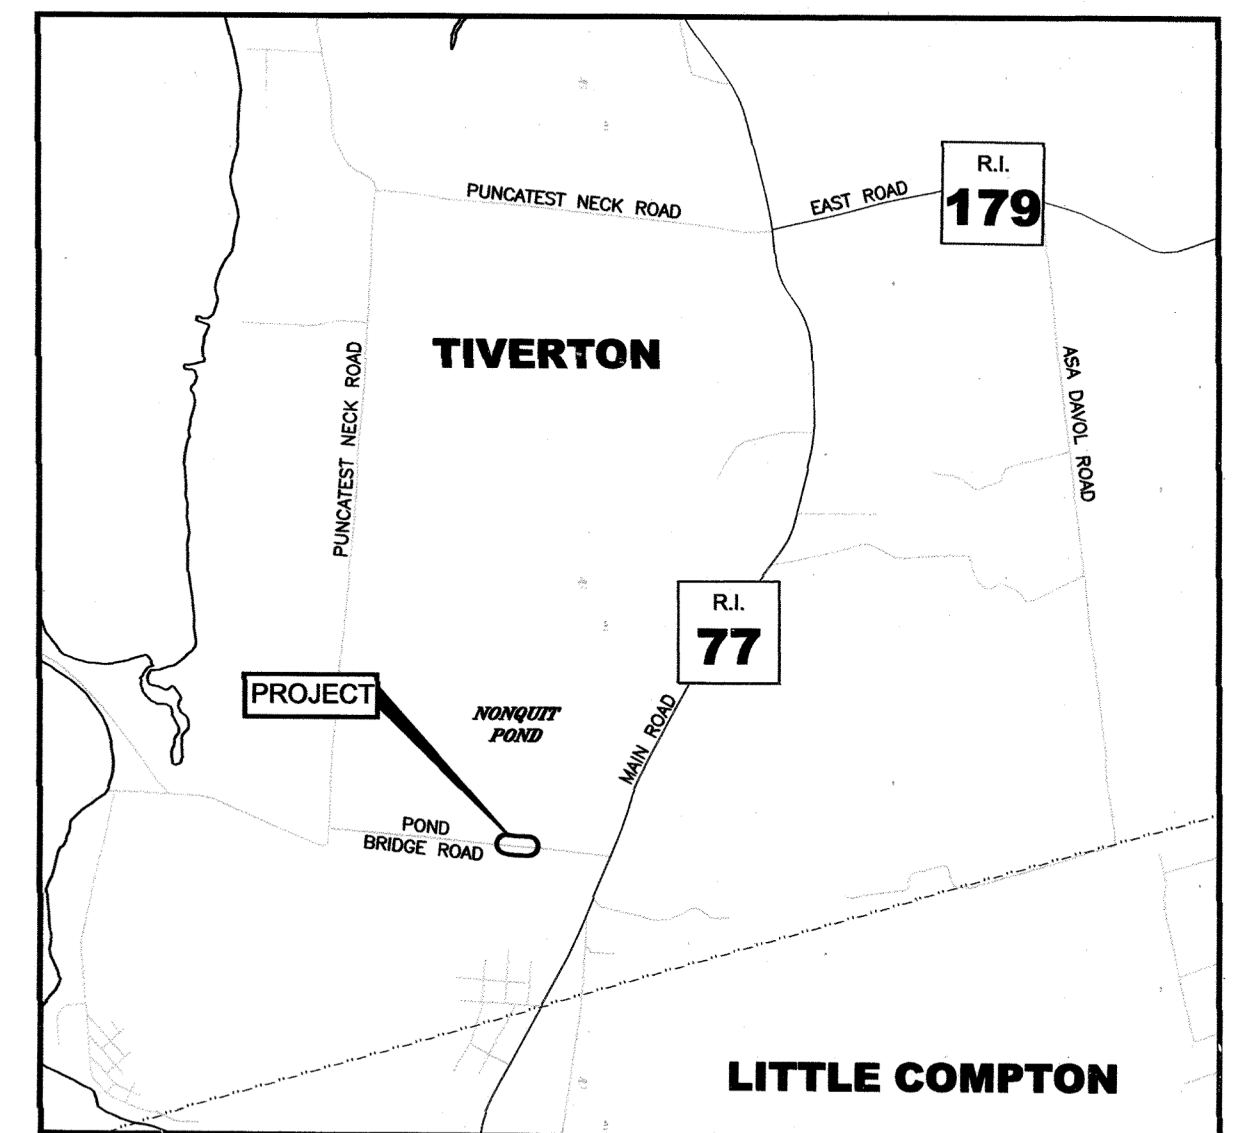 R.I.
179
EAST ROAD
PUNCATEST NECK ROAD
TIVERTON
PUNCATEST NECK ROAD
ASA DAVOL ROAD
R.I.
77
PROJECT
NONQUIT
POND
MAIN ROAD
POND
BRIDGE ROAD
LITTLE COMPTON